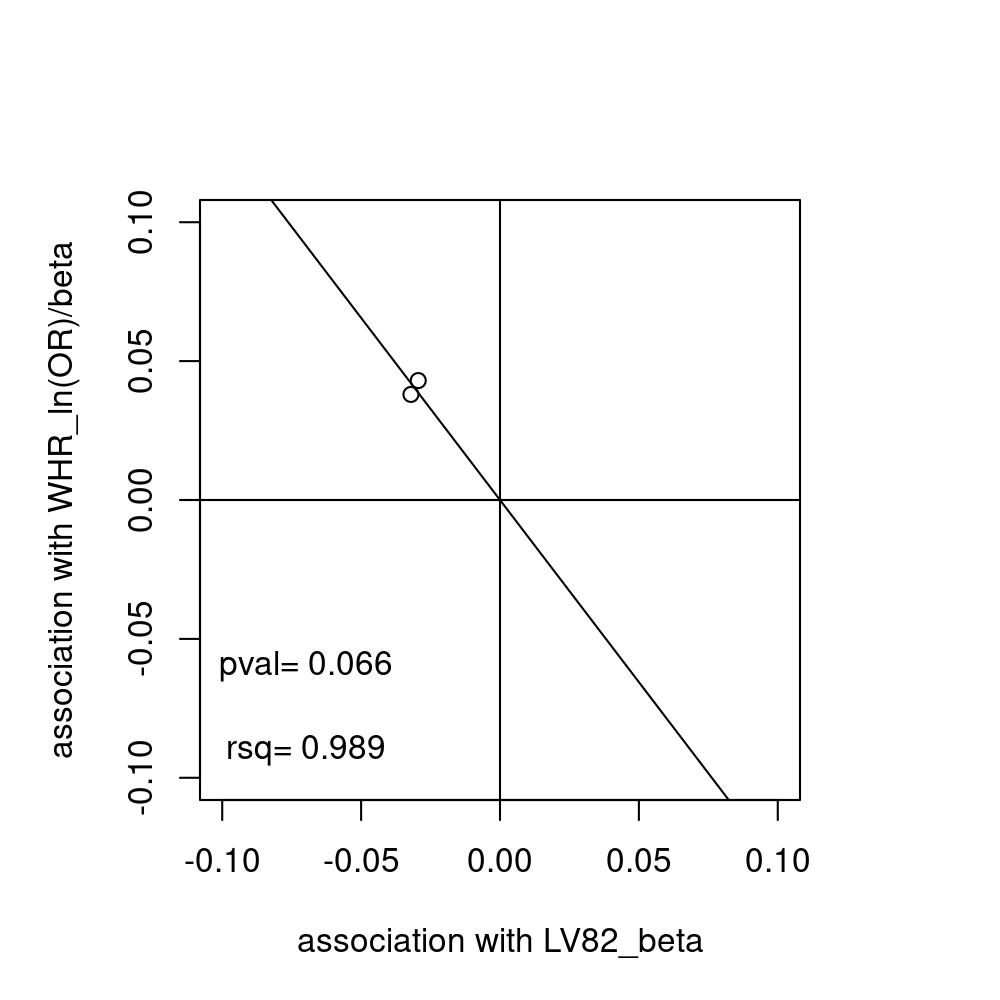 association with WHR_ln(OR)/beta
0.10
0.05
0.00
-0.05
-0.10
pval= 0.066
rsq= 0.989
-0.10 -0.05 0.00 0.05 0.10
association with LV82_beta